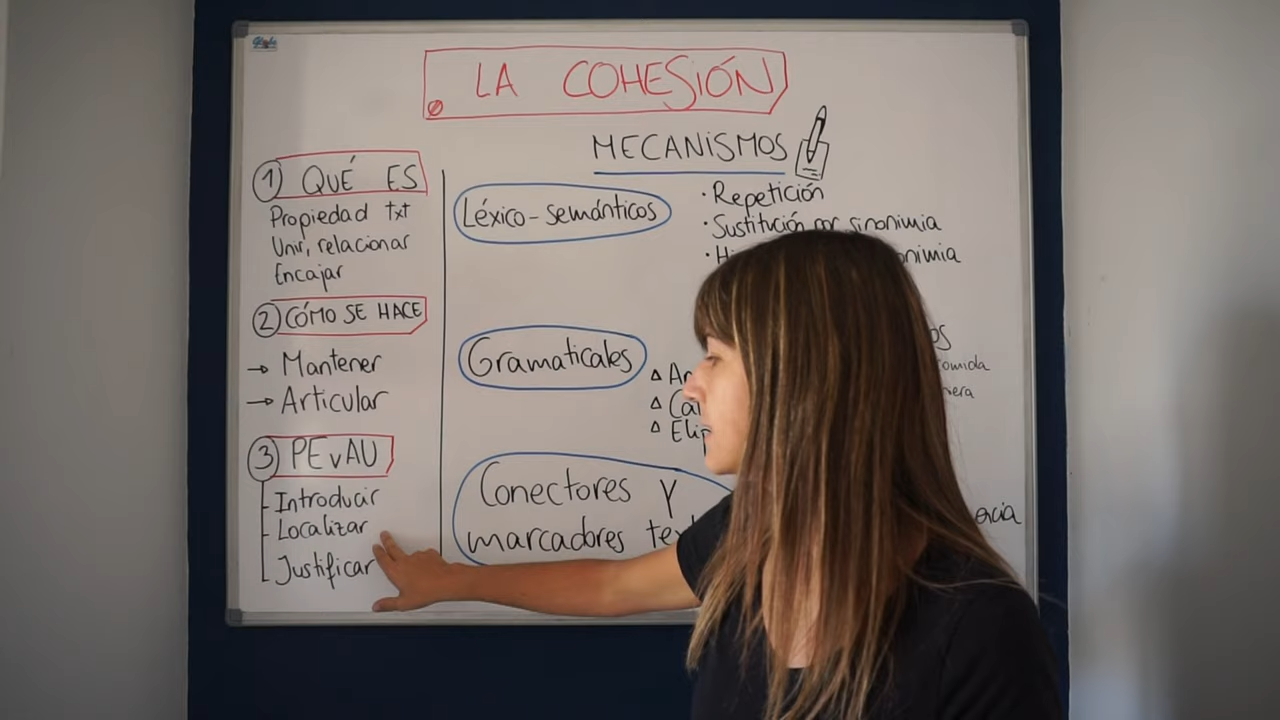 LA COHESIÓN
MECANISMOS
1 QUÉ ES
Propiedad txt
Unir, relacionar
Encajar
2 CÓMO SE HACE
→ Mantener
→ Articular
3 PEvAU
Introducir
Localizar
Justificar
Léxico-semánticos
· Repetición
· Sustitución por sinonimia
Gramaticales
Conectores Y
marcadores